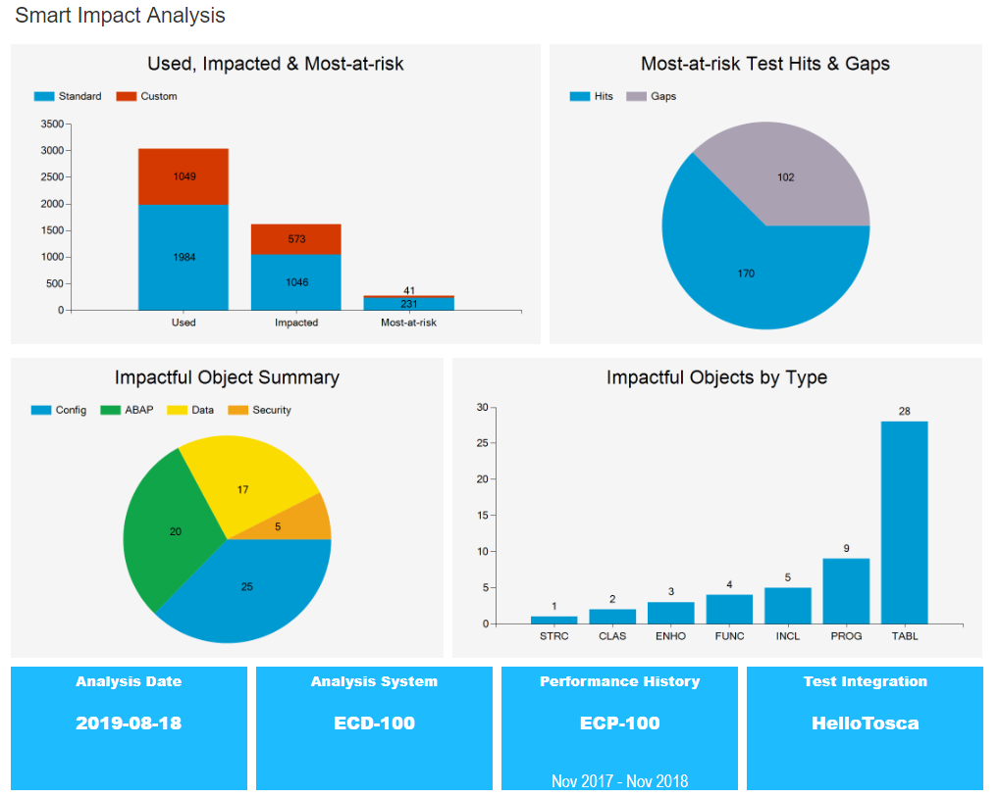 Smart Impact Analysis
Used, Impacted & Most-at-risk
Standard Custom
3500
3000
2500
2000
1500
1000
500
0
1049
1984
573
1046
41
231
Used Impacted Most-at-risk
Most-at-risk Test Hits & Gaps
Hits Gaps
102
170
Impactful Object Summary
Config ABAP Data Security
17
20
5
25
Impactful Objects by Type
30
25
20
15
10
5
0
1 2 3 4 5 9 28
STRC CLAS ENHO FUNC INCL PROG TABL
Analysis Date
2019-08-18
Analysis System
ECD-100
Performance History
ECP-100
Nov 2017 - Nov 2018
Test Integration
HelloTosca